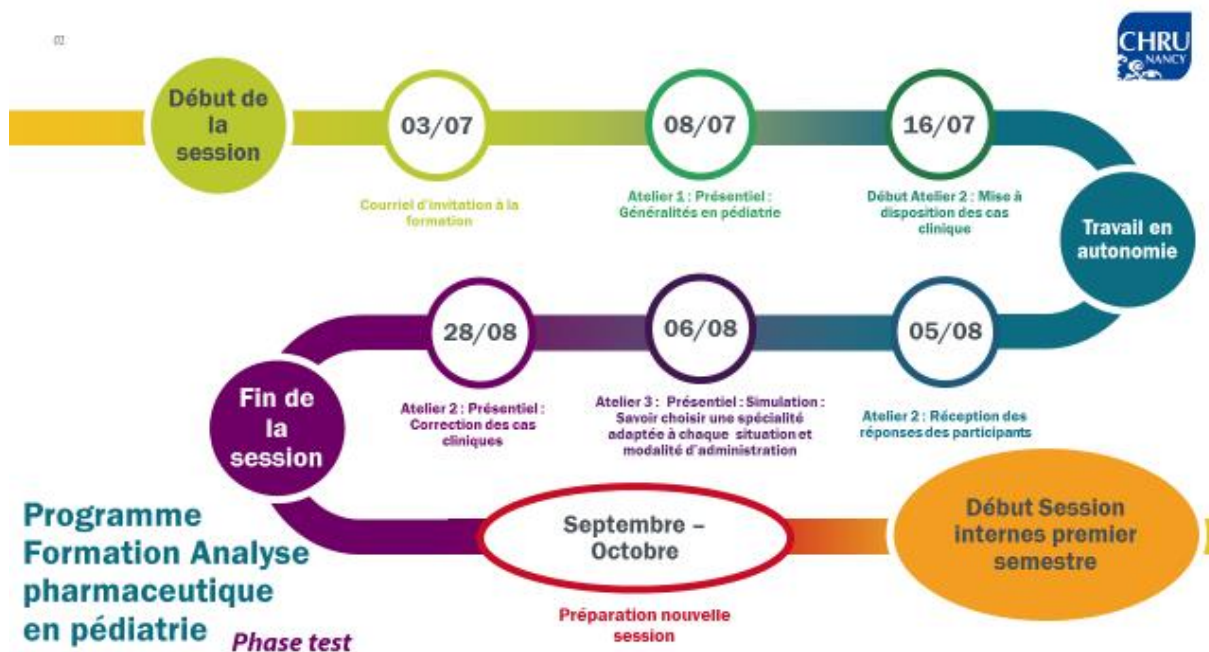 02
CHRU
NANCY
Début de
la
session
03/07
08/07
16/07
Courriel d'invitation à la
formation
Atelier 1 : Présentiel :
Généralités en pédiatrie
Début Atelier 2 : Mise à
disposition des cas
clinique
Travail en
autonomie
28/08
06/08
05/08
Atelier 2 : Présentiel :
Correction des cas
cliniques
Atelier 3 : Présentiel : Simulation :
Savoir choisir une spécialité
adaptée à chaque situation et
modalité d'administration
Atelier 2 : Réception des
réponses des participants
Fin de
la
session
Septembre –
Octobre
Préparation nouvelle
session
Début Session
internes premier
semestre
Programme
Formation Analyse
pharmaceutique
en pédiatrie Phase test